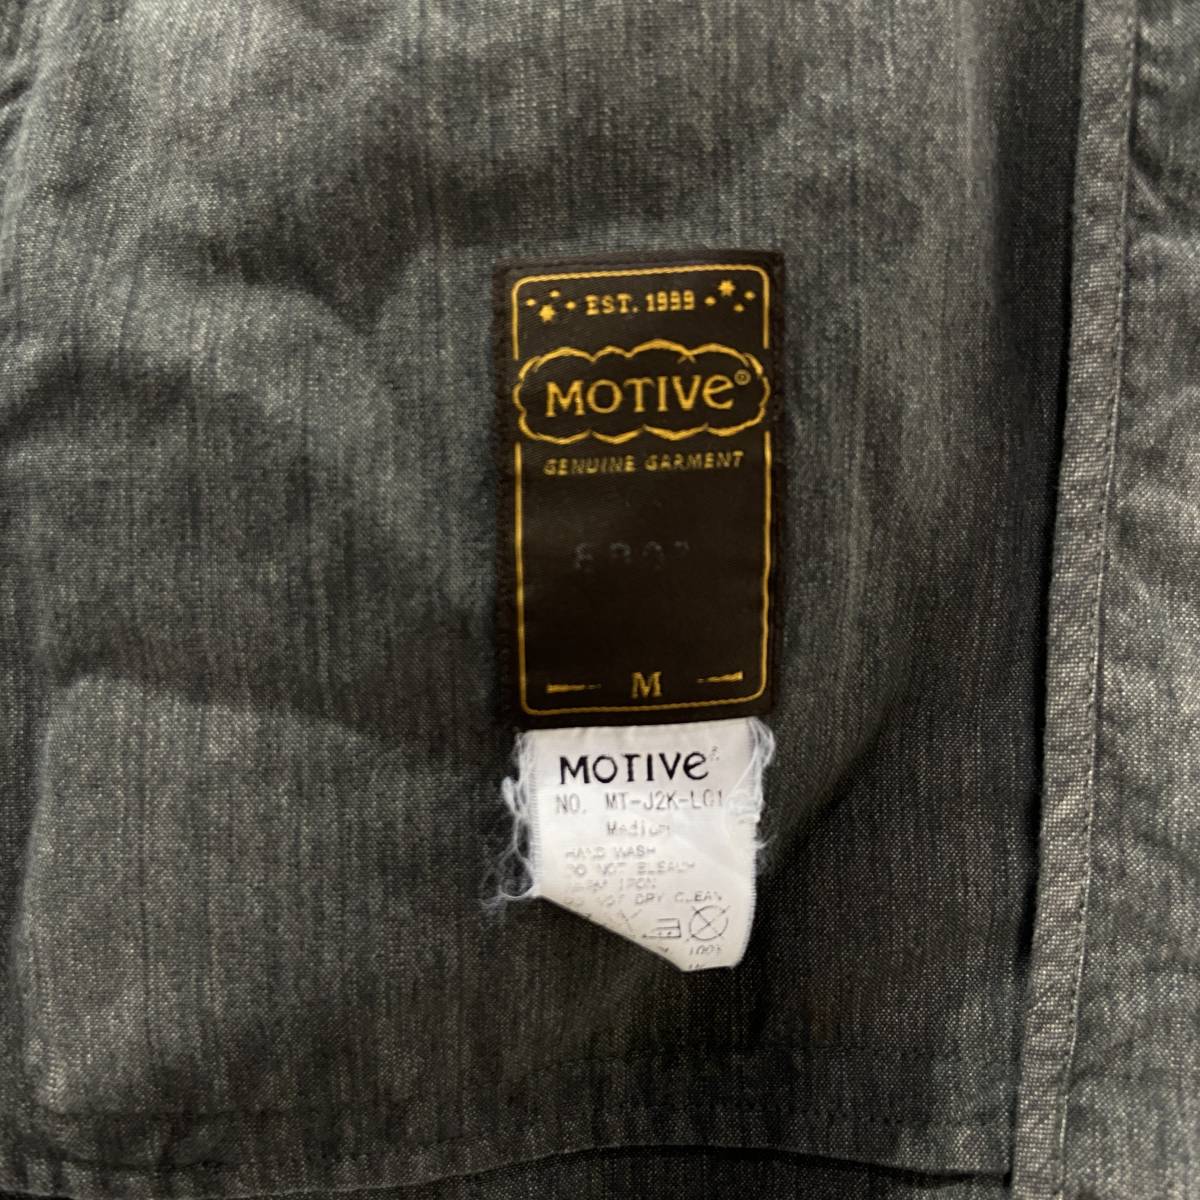 EST. 1999
MOTIVE
GENUINE GARMENT
M
MOTIVE
NO. MT-J2K-L01
Medium
HAND WASH
DO NOT BLEACH
WARM IRON
DO NOT DRY CLEAN
100%